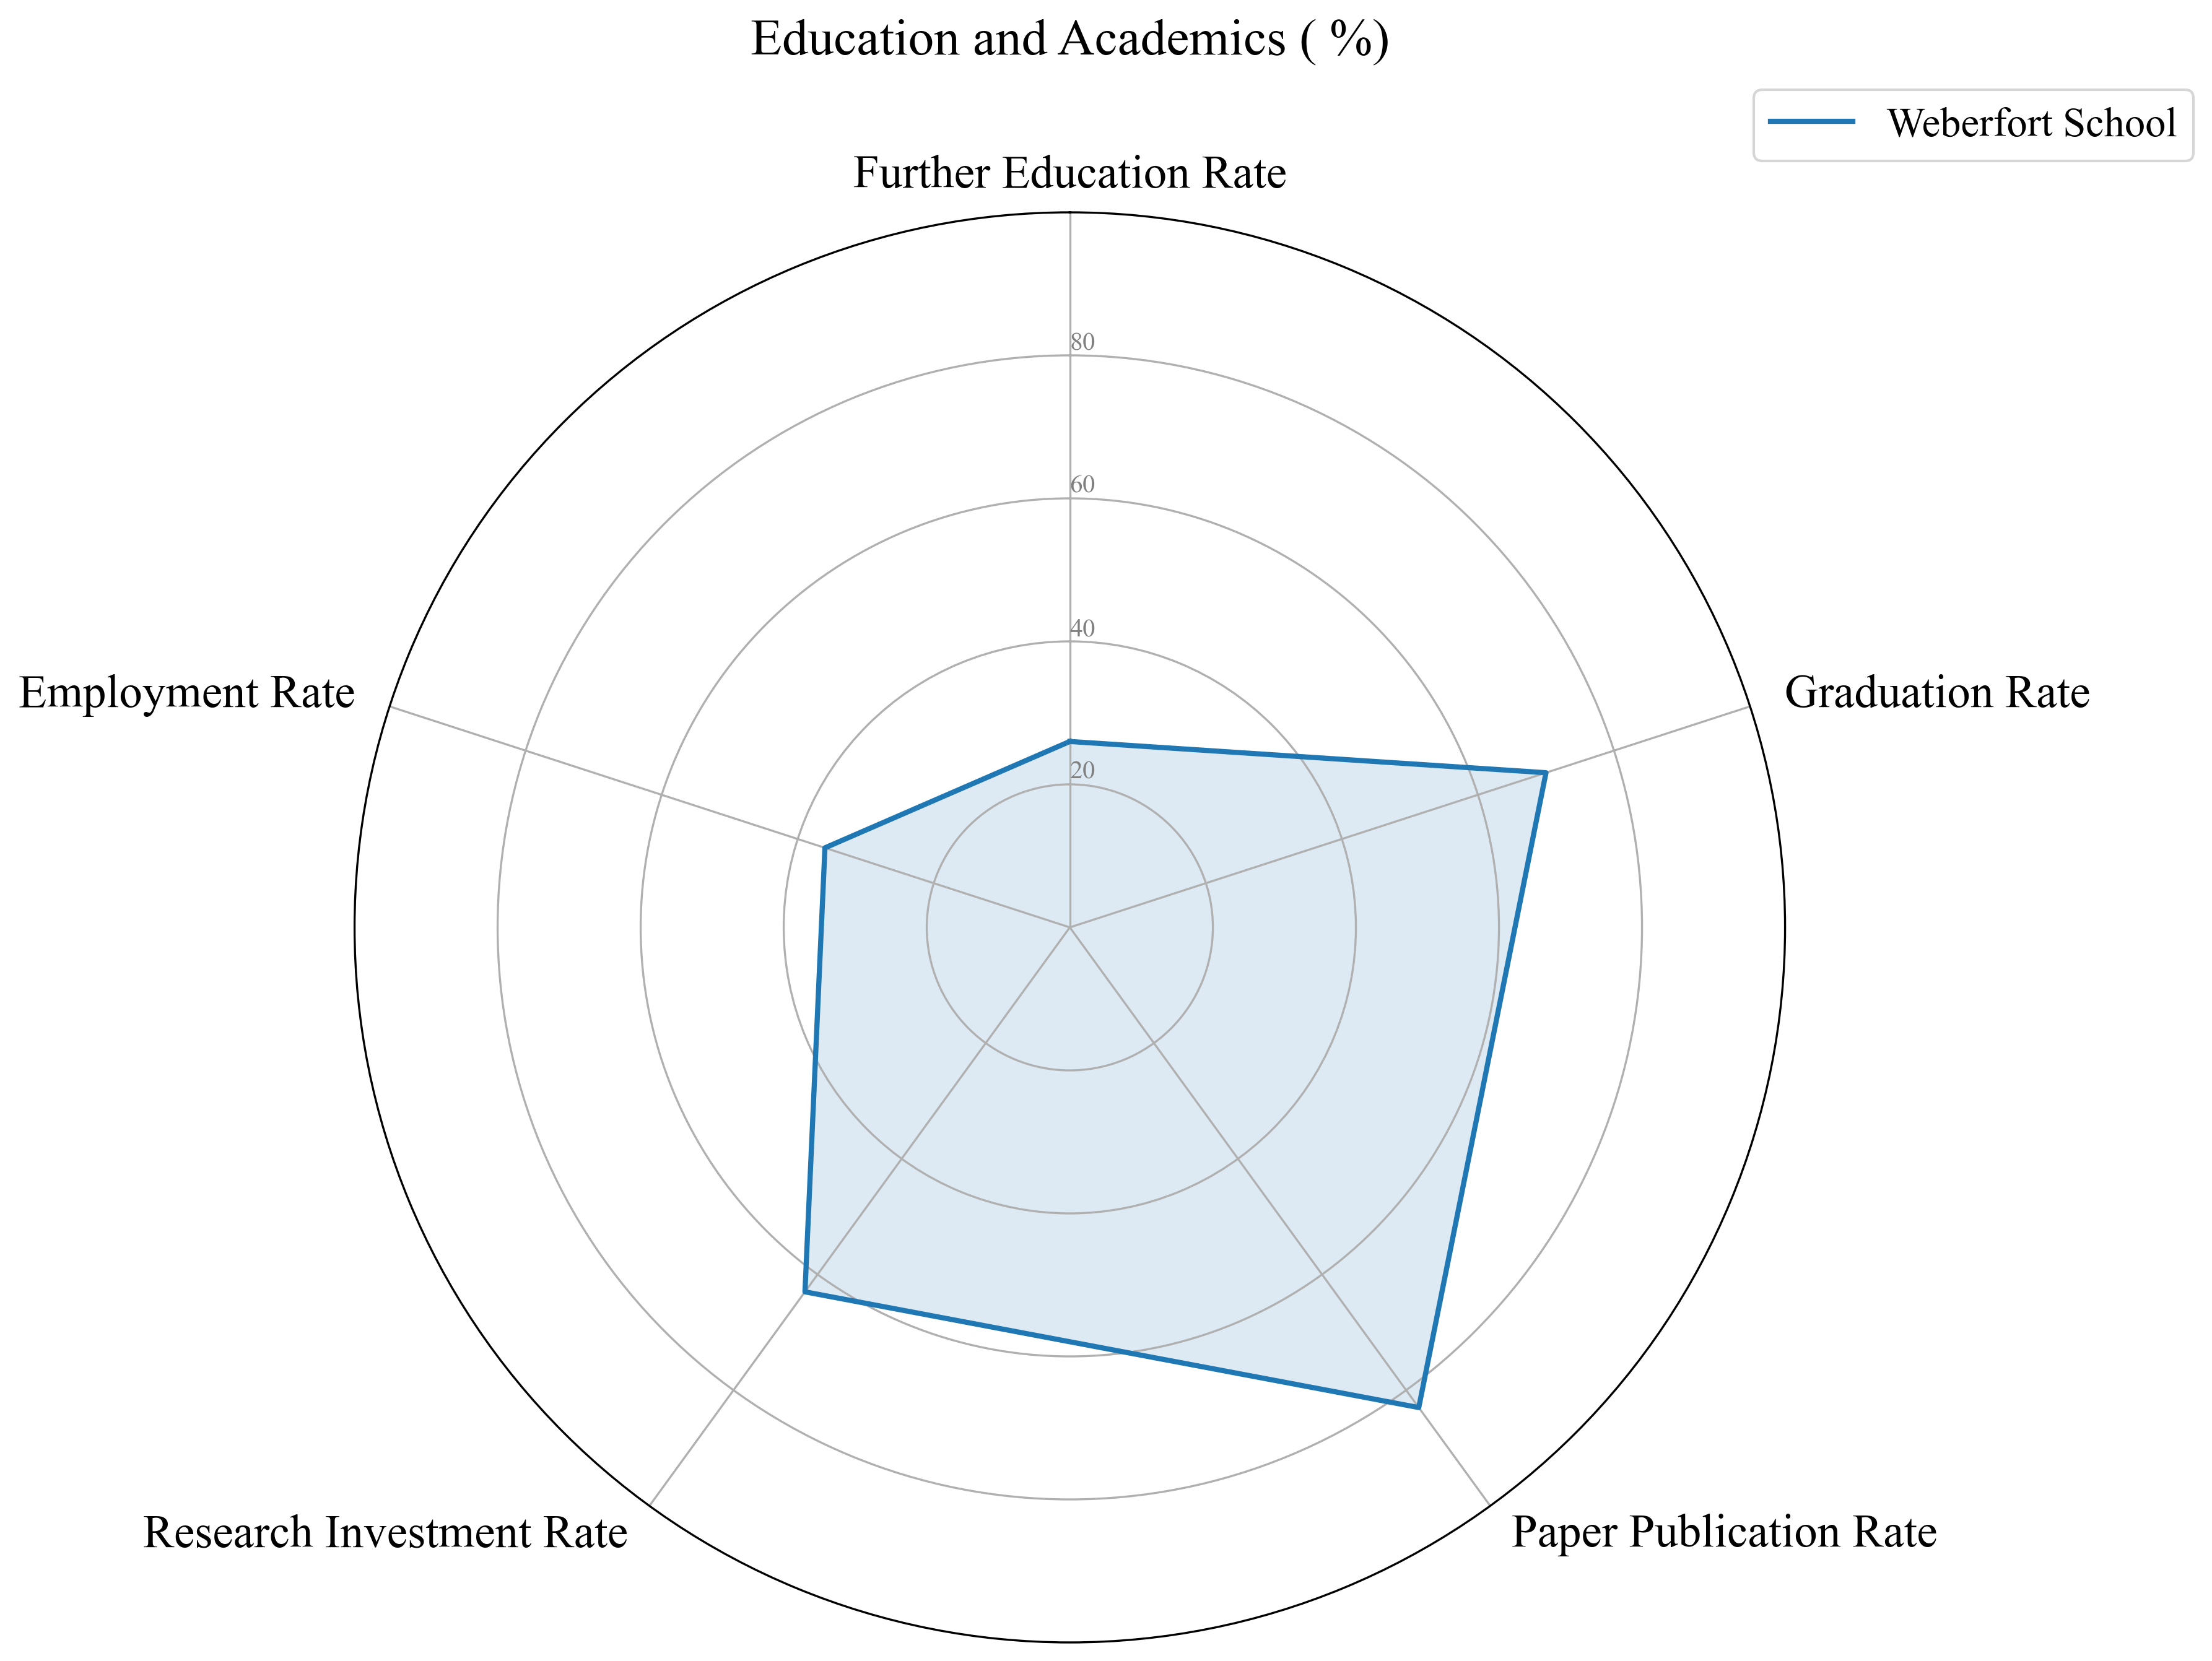 Education and Academics ( %)
Weberfort School
Further Education Rate
80
60
40
Employment Rate
Graduation Rate
20
Research Investment Rate
Paper Publication Rate